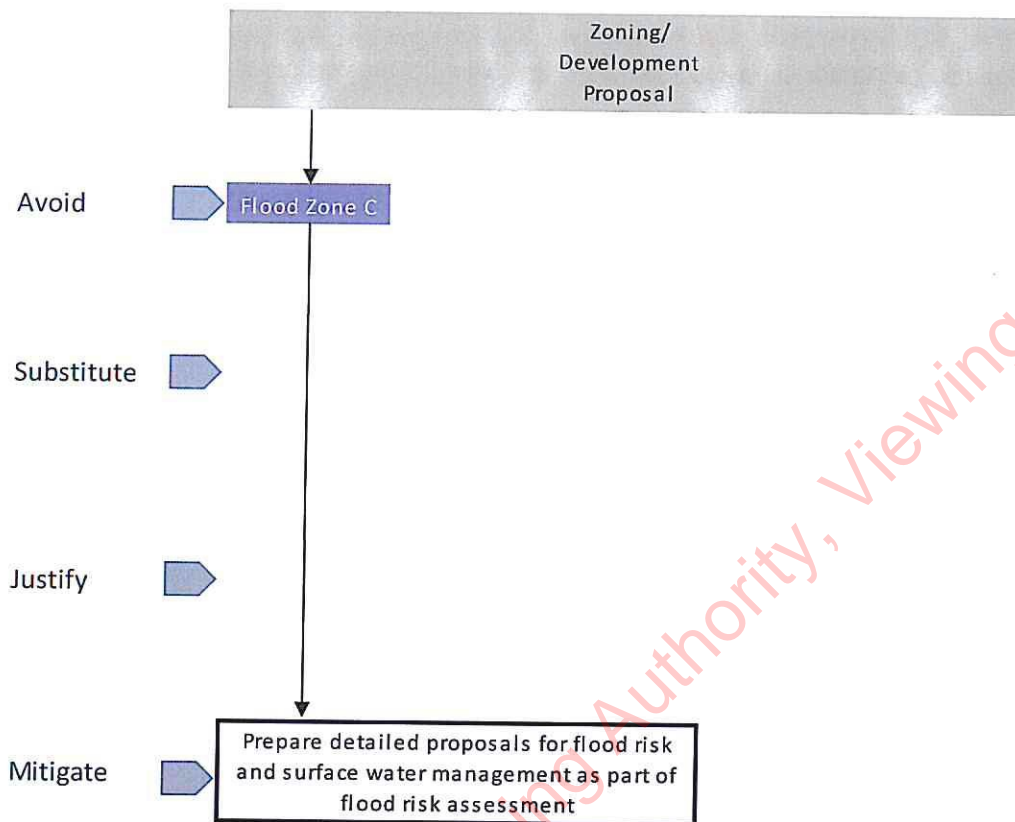 Zoning/
Development
Proposal
Avoid
Flood Zone C
Substitute
Justify
Mitigate
Prepare detailed proposals for flood risk
and surface water management as part of
flood risk assessment
ing Authority, Viewing